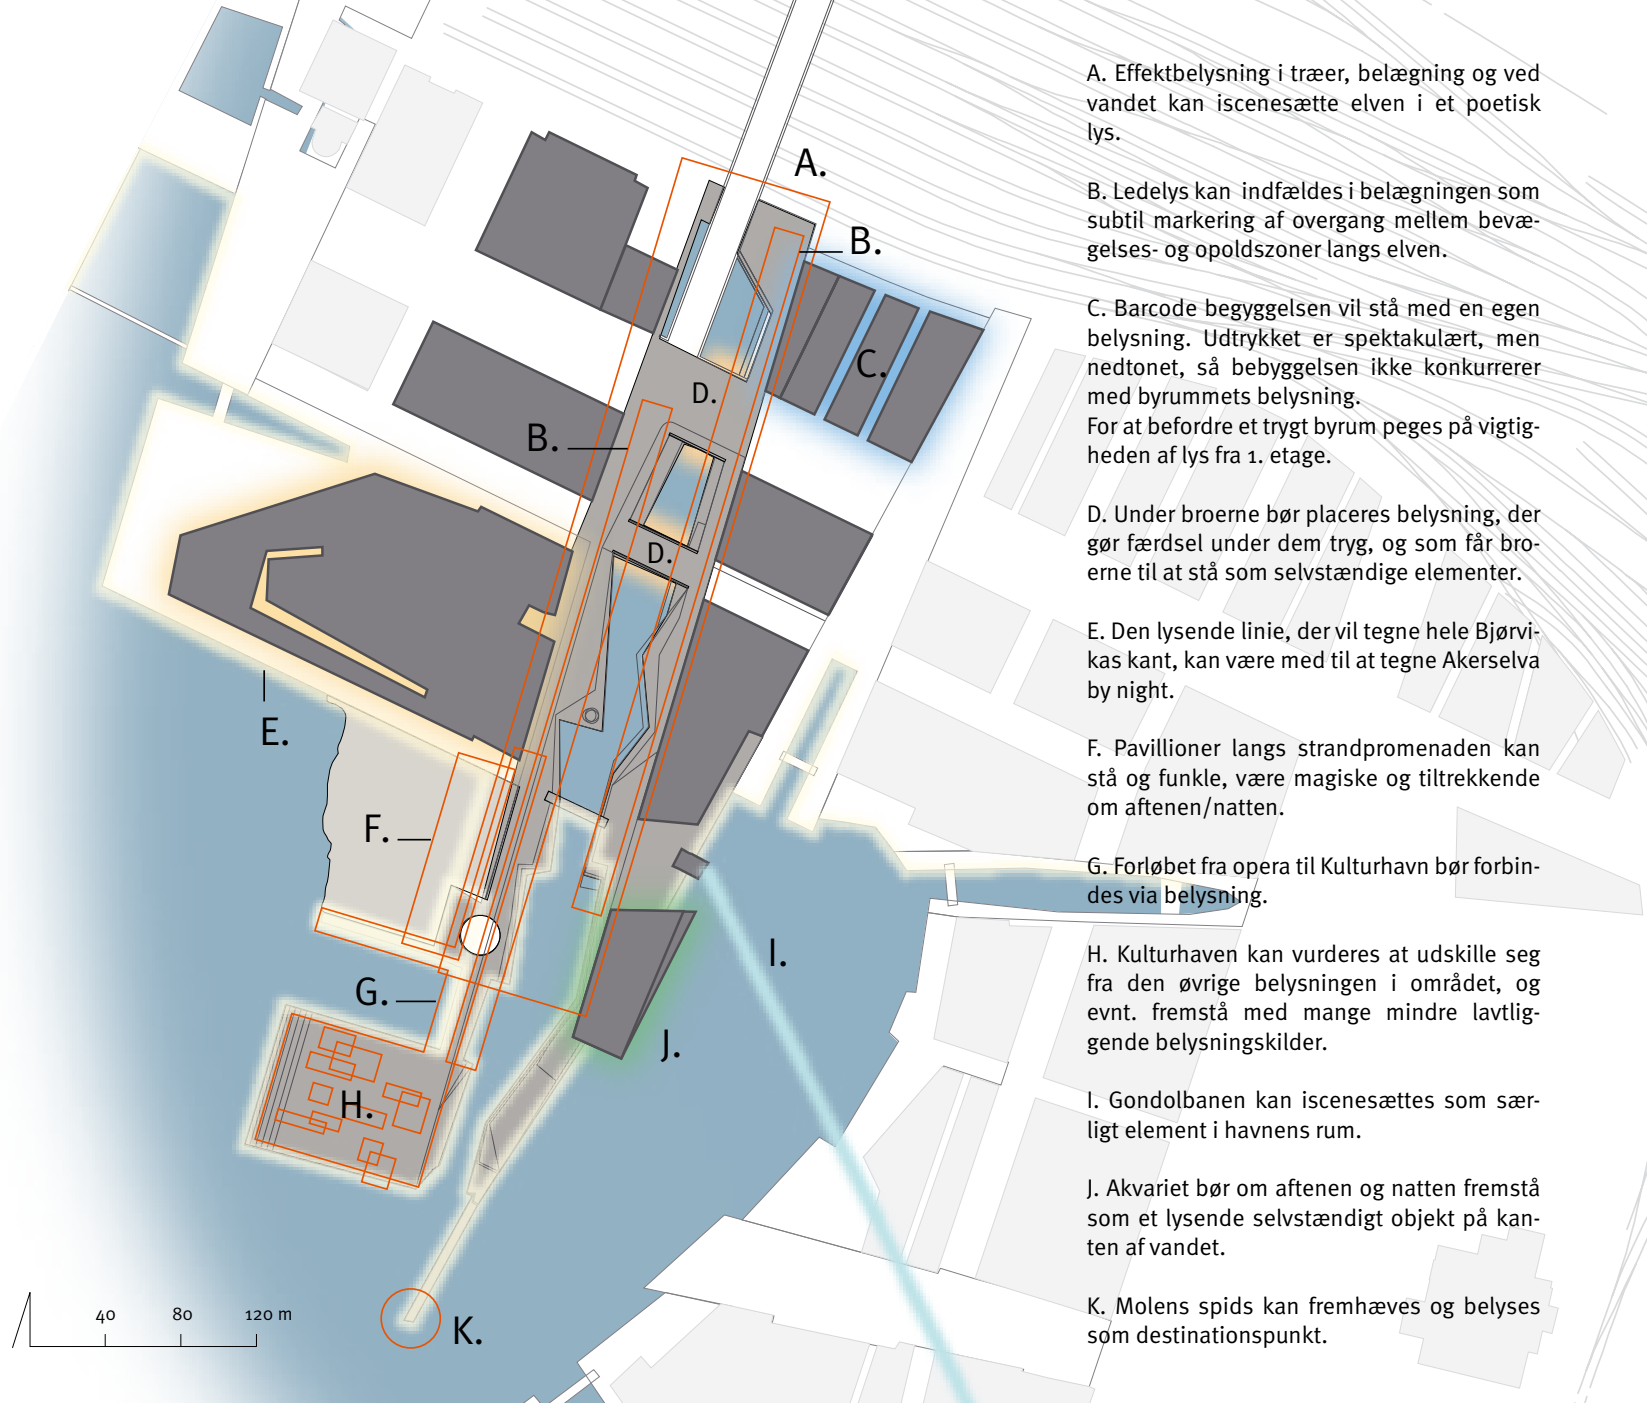 A. Effektbelysning i træer, belægning og ved
vandet kan iscenesætte elven i et poetisk
lys.
B. Ledelys kan indfældes i belægningen som
subtil markering af overgang mellem bevæ-
gelses- og opoldszoner langs elven.
C. Barcode begyggelsen vil stå med en egen
belysning. Udtrykket er spektakulært, men
nedtonet, så bebyggelsen ikke konkurrerer
med byrummets belysning.
For at befordre et trygt byrum peges på vigtig-
heden af lys fra 1. etage.
D. Under broerne bør placeres belysning, der
gør færdsel under dem tryg, og som får bro-
erne til at stå som selvstændige elementer.
E. Den lysende linie, der vil tegne hele Bjørvi-
kas kant, kan være med til at tegne Akerselva
by night.
F. Pavillioner langs strandpromenaden kan
stå og funkle, være magiske og tiltrekkende
om aftenen/natten.
G. Forløbet fra opera til Kulturhavn bør forbin-
des via belysning.
H. Kulturhaven kan vurderes at udskille seg
fra den øvrige belysningen i området, og
evnt. fremstå med mange mindre lavtlig-
gende belysningskilder.
I. Gondolbanen kan iscenesættes som sær-
ligt element i havnens rum.
J. Akvariet bør om aftenen og natten fremstå
som et lysende selvstændigt objekt på kan-
ten af vandet.
K. Molens spids kan fremhæves og belyses
som destinationspunkt.
A.
B.
C.
D.
B.
D.
E.
F.
I.
G.
J.
H.
K.
40 80 120 m